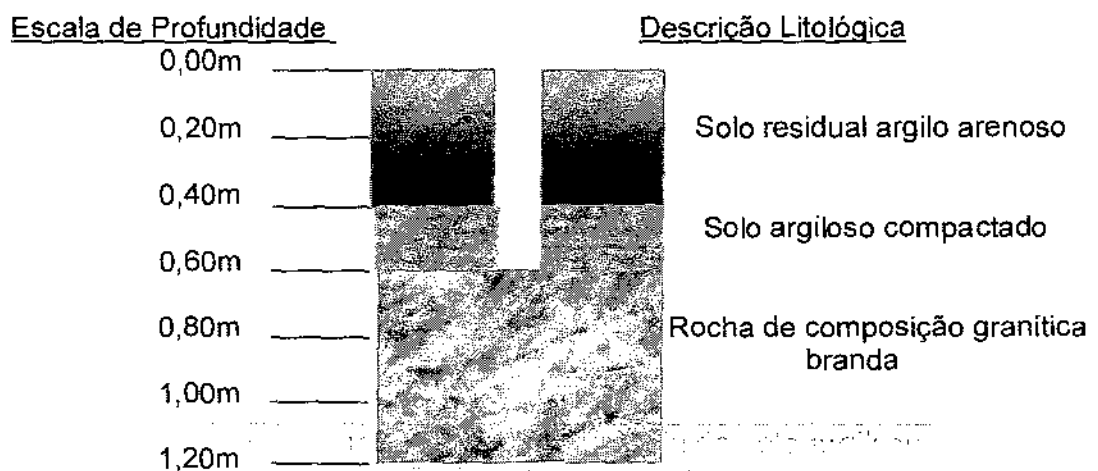 Escala de Profundidade
Descrição Litológica
0,00m
0,20m
Solo residual argilo arenoso
0,40m
Solo argiloso compactado
0,60m
0,80m
Rocha de composição granítica
branda
1,00m
1,20m